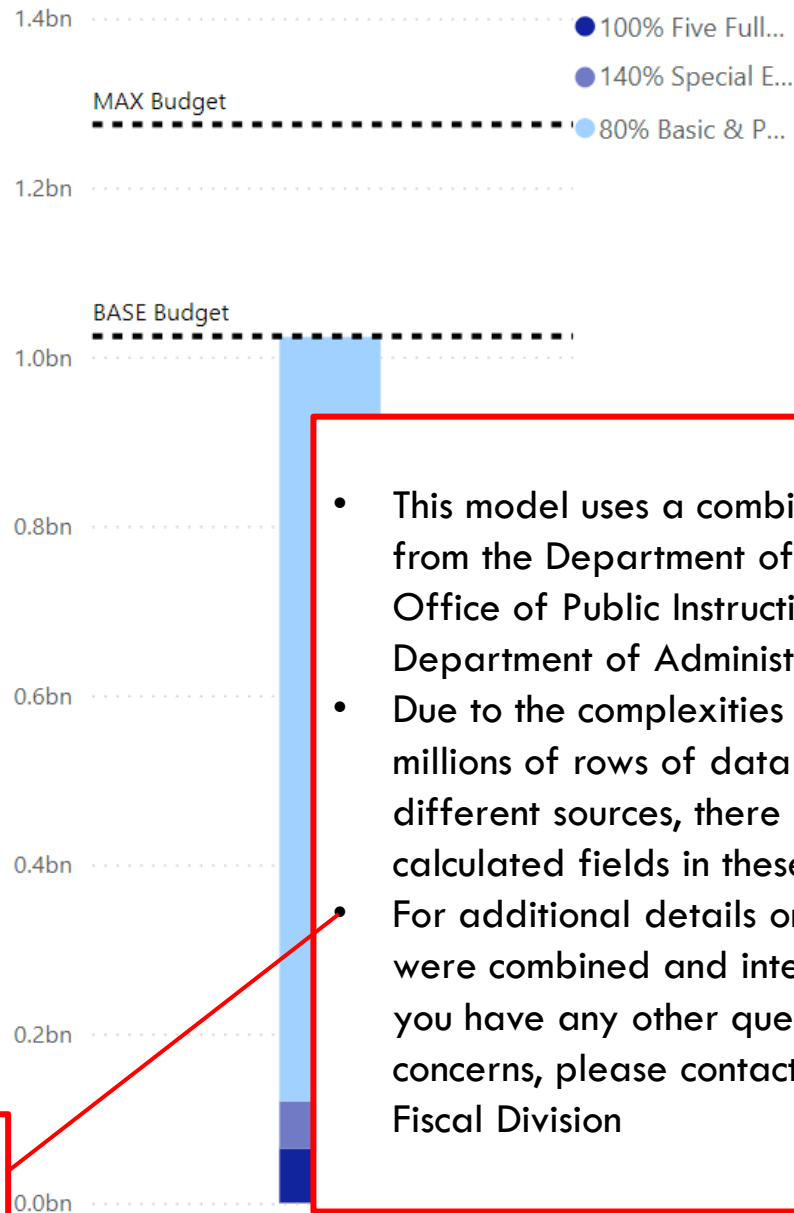 1.4bn
100% Five Full...
140% Special E...
MAX Budget
80% Basic & P...
1.2bn
BASE Budget
1.0bn
0.8bn
0.6bn
0.4bn
0.2bn
0.0bn
• This model uses a combi
from the Department of
Office of Public Instructi
Department of Administ
• Due to the complexities
millions of rows of data
different sources, there
calculated fields in these
• For additional details or
were combined and inte
you have any other que
concerns, please contact
Fiscal Division